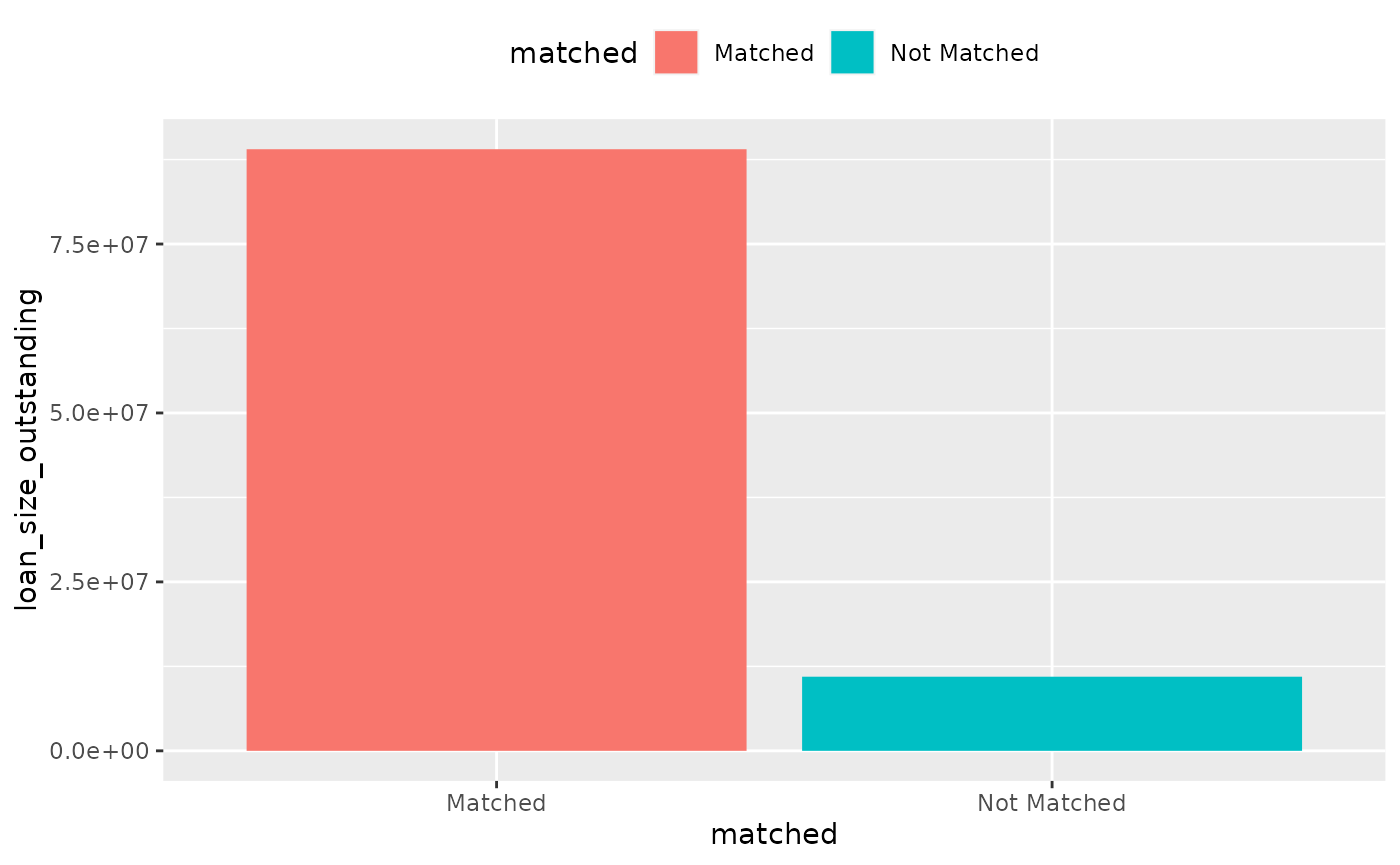 matched Matched Not Matched
loan_size_outstanding
7.5e+07
5.0e+07
2.5e+07
0.0e+00
Matched Not Matched
matched